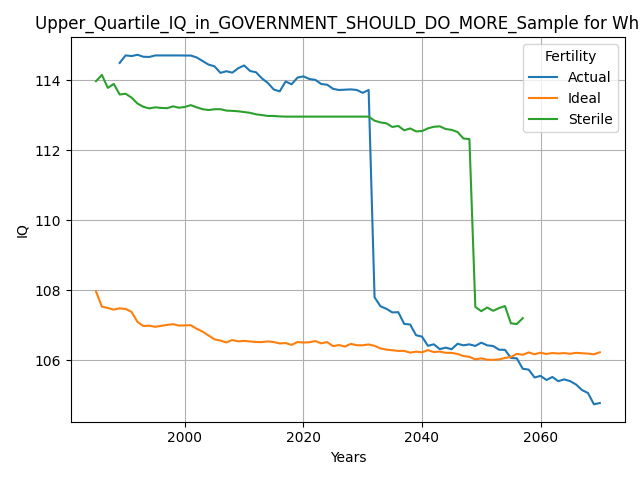 Upper_Quartile_IQ_in_GOVERNMENT_SHOULD_DO_MORE_Sample for Wh
Fertility
Actual
Ideal
Sterile
IQ
114
112
110
108
106
2000 2020 2040 2060
Years